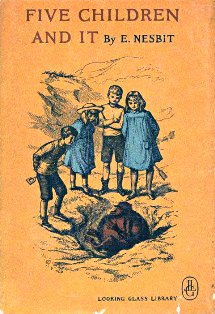 FIVE CHILDREN
AND IT By E. NESBIT
LOOKING GLASS LIBRARY